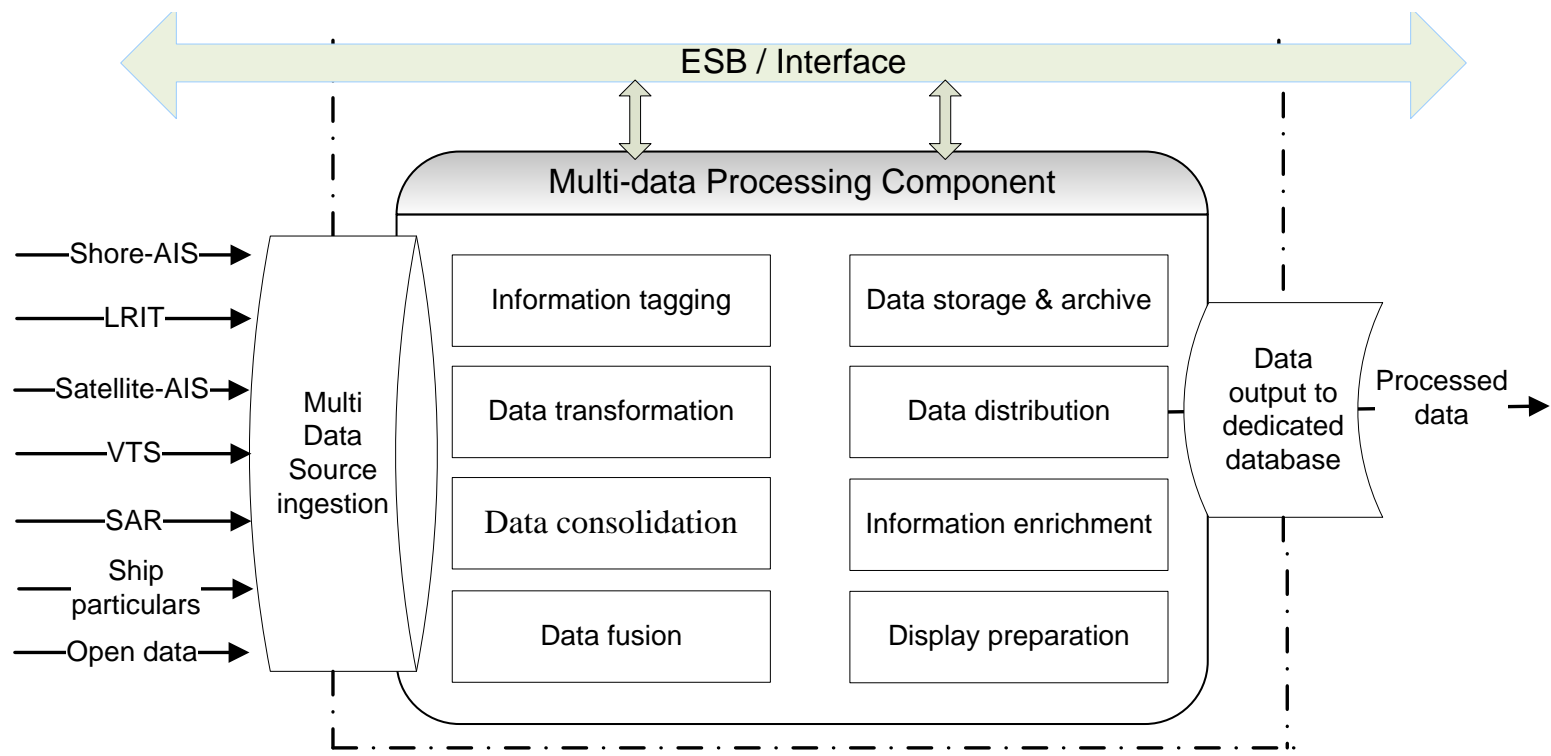 ESB / Interface
Multi-data Processing Component
Shore-AIS
LRIT
Satellite-AIS
VTS
SAR
Ship
particulars
Open data
Multi
Data
Source
ingestion
Information tagging
Data transformation
Data consolidation
Data fusion
Data storage & archive
Data distribution
Information enrichment
Display preparation
Data
output to
dedicated
database
Processed
data